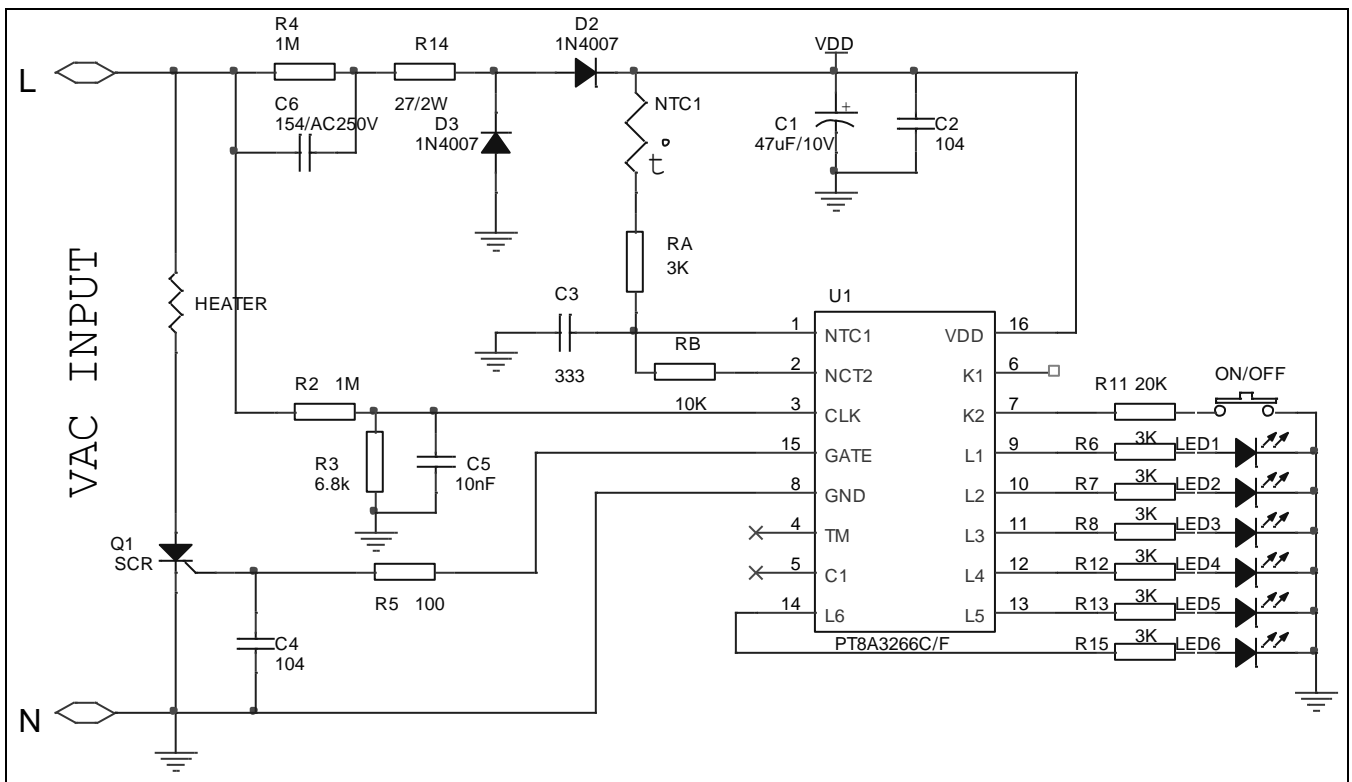 R4
1M
R14
D2
1N4007
VDD
L
C6
154/AC250V
27/2W
D3
1N4007
NTC1
t°
C1
47uF/10V
+
C2
104
RA
3K
VAC INPUT
HEATER
C3
333
U1
1 NTC1 VDD 16
RB
2 NCT2 K1 6
R2 1M
10K
3 CLK K2 7
R11 20K
ON/OFF
R3
6.8k
C5
10nF
15 GATE L1 9 R6 3K LED1
8 GND L2 10 R7 3K LED2
4 TM L3 11 R8 3K LED3
5 C1 L4 12 R12 3K LED4
14 L6 L5 13 R13 3K LED5
PT8A3266C/F R15 3K LED6
Q1
SCR
R5 100
C4
104
N